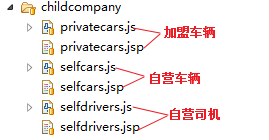 childcompany
privatecars.js
加盟车辆
privatecars.jsp
selfcars.js
自营车辆
selfcars.jsp
selfdrivers.js
自营司机
selfdrivers.jsp